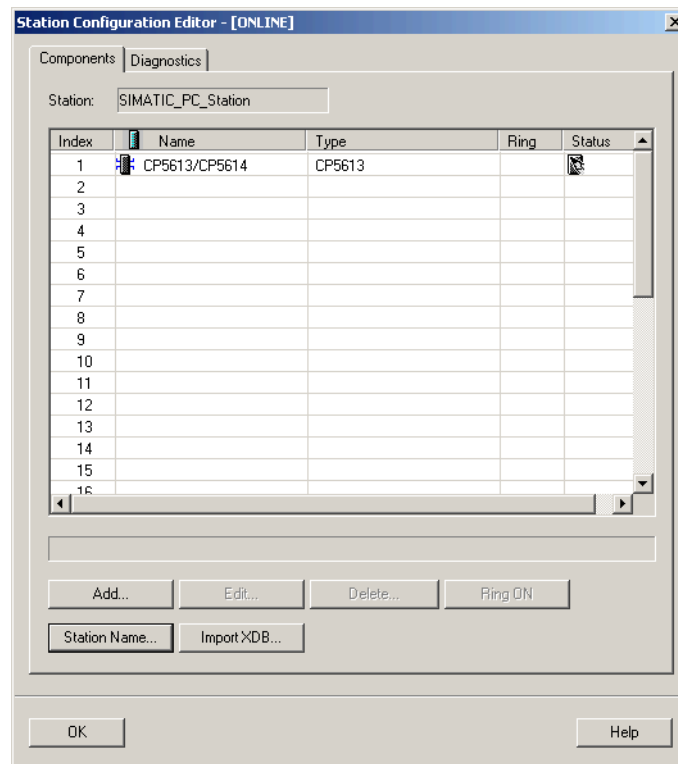 Station Configuration Editor - [ONLINE]
Components Diagnostics
Station: SIMATIC_PC_Station
Index Name Type Ring Status
1 CP5613/CP5614 CP5613
2
3
4
5
6
7
8
9
10
11
12
13
14
15
16
Add... Edit... Delete... Ring ON
Station Name... Import XDB...
OK Help